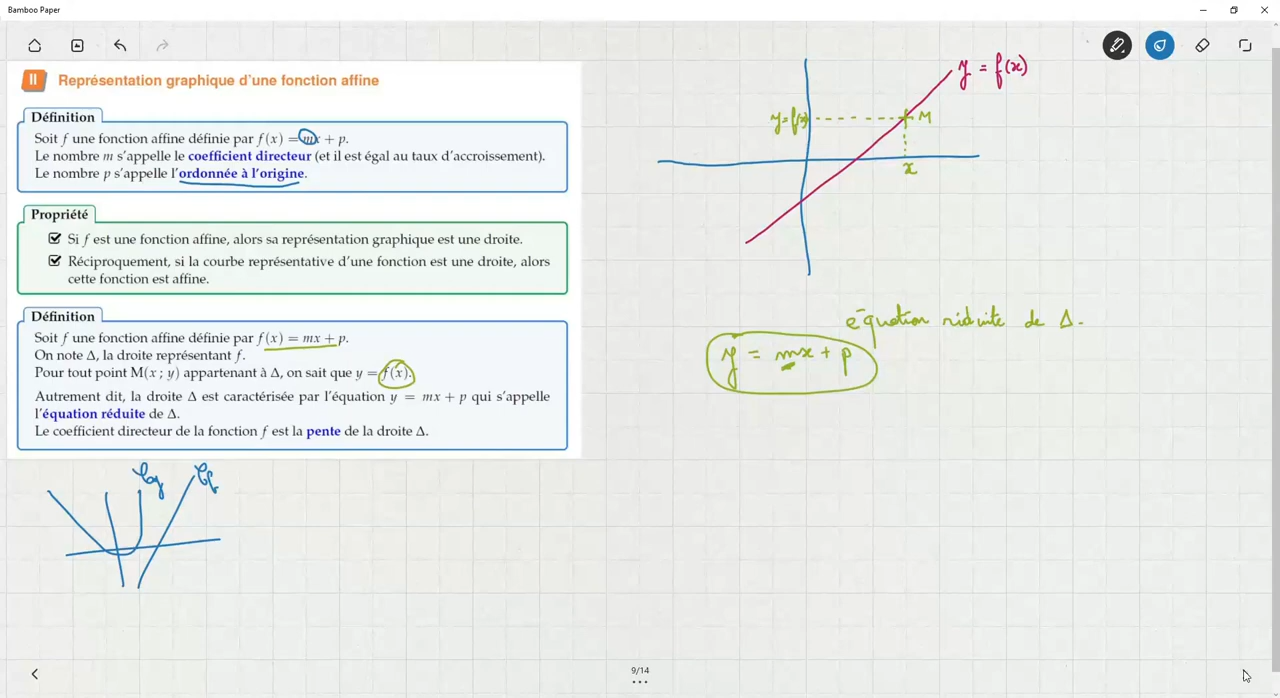 Bamboo Paper
II Représentation graphique d'une fonction affine
Définition
Soit f une fonction affine définie par f(x) = mx + p.
Le nombre m s'appelle le coefficient directeur (et il est égal au taux d'accroissement).
Le nombre p s'appelle l'ordonnée à l'origine.
Propriété
Si f est une fonction affine, alors sa représentation graphique est une droite.
Réciproquement, si la courbe représentative d'une fonction est une droite, alors
cette fonction est affine.
Définition
Soit f une fonction affine définie par f(x) = mx + p.
On note Δ, la droite représentant f.
Pour tout point M(x ; y) appartenant à Δ, on sait que y = f(x).
Autrement dit, la droite Δ est caractérisée par l'équation y = mx + p qui s'appelle
l'équation réduite de Δ.
Le coefficient directeur de la fonction f est la pente de la droite Δ.
Cg
Cf
y = f(x)
y=f(x)
M
x
équation réduite de Δ.
y = mx + p
9/14